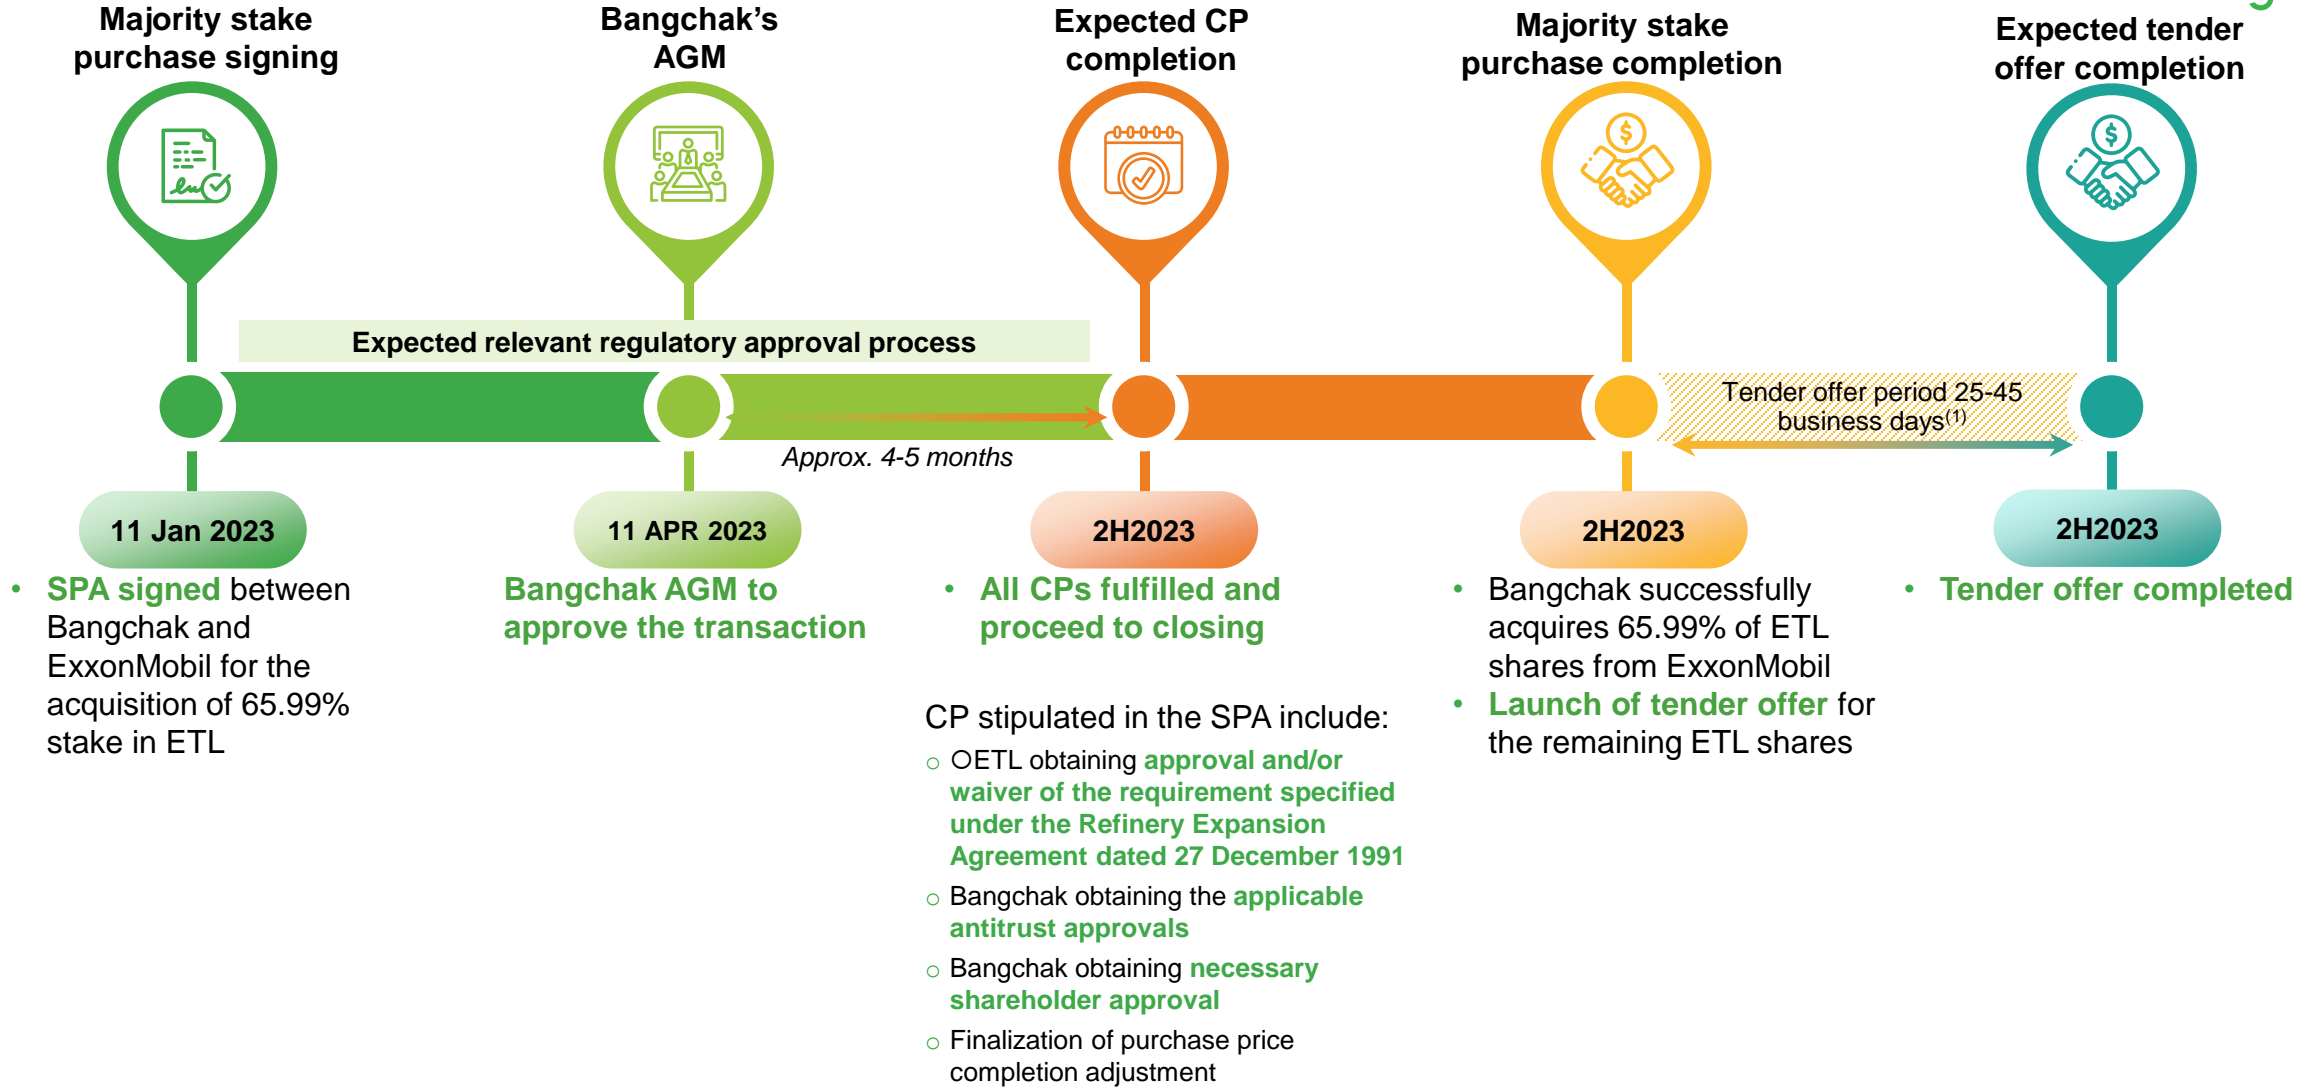 Majority stake
purchase signing
Bangchak's
AGM
Expected CP
completion
Majority stake
purchase completion
Expected tender
offer completion
Expected relevant regulatory approval process
Approx. 4-5 months
Tender offer period 25-45
business days(1)
11 Jan 2023
11 APR 2023
2H2023
2H2023
2H2023
• SPA signed between
Bangchak and
ExxonMobil for the
acquisition of 65.99%
stake in ETL
Bangchak AGM to
approve the transaction
• All CPs fulfilled and
proceed to closing
CP stipulated in the SPA include:
○ ○ETL obtaining approval and/or
waiver of the requirement specified
under the Refinery Expansion
Agreement dated 27 December 1991
○ Bangchak obtaining the applicable
antitrust approvals
○ Bangchak obtaining necessary
shareholder approval
○ Finalization of purchase price
completion adjustment
• Bangchak successfully
acquires 65.99% of ETL
shares from ExxonMobil
• Launch of tender offer for
the remaining ETL shares
• Tender offer completed